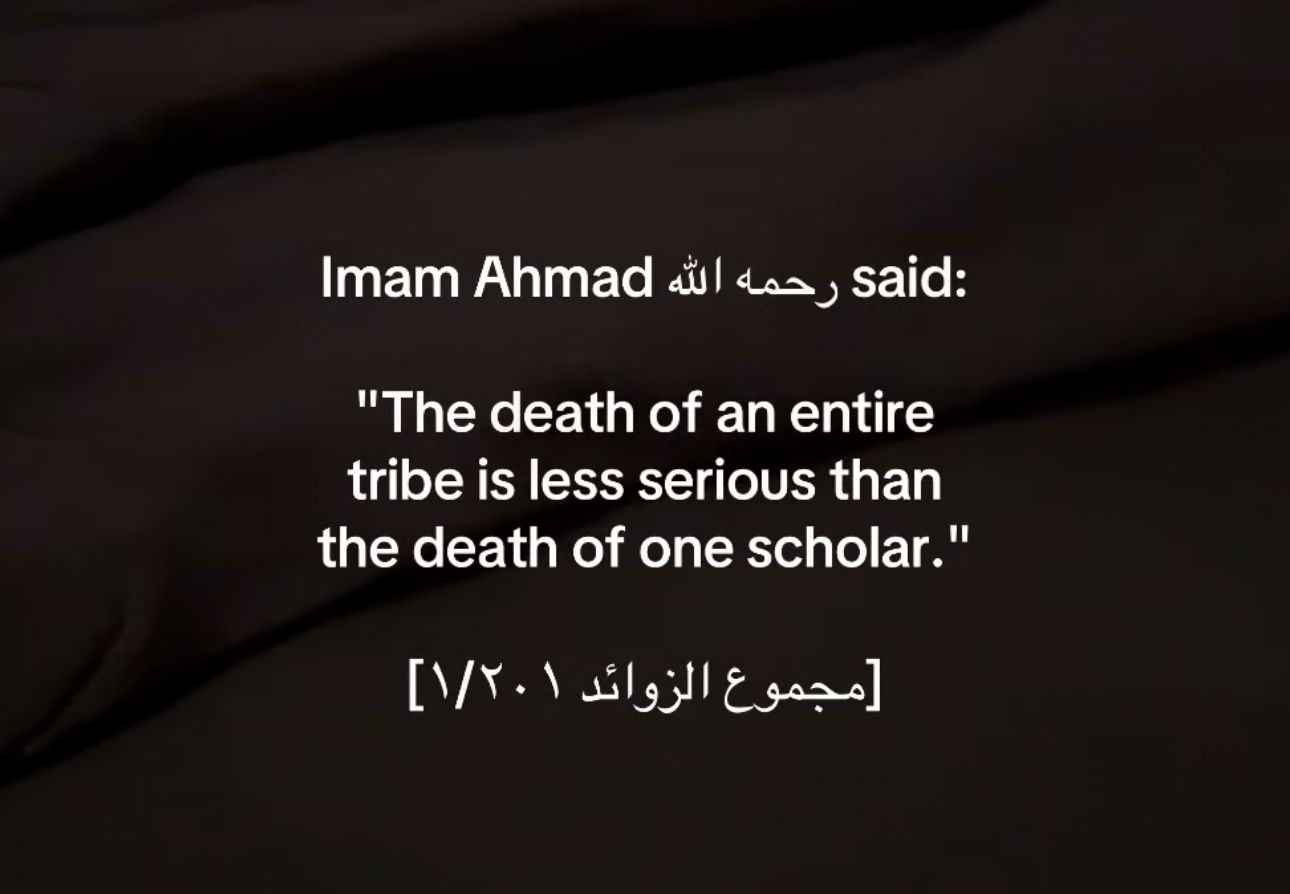 Imam Ahmad رحمه الله said:
"The death of an entire
tribe is less serious than
the death of one scholar."
[مجموع الزوائد ١/٢٠١]